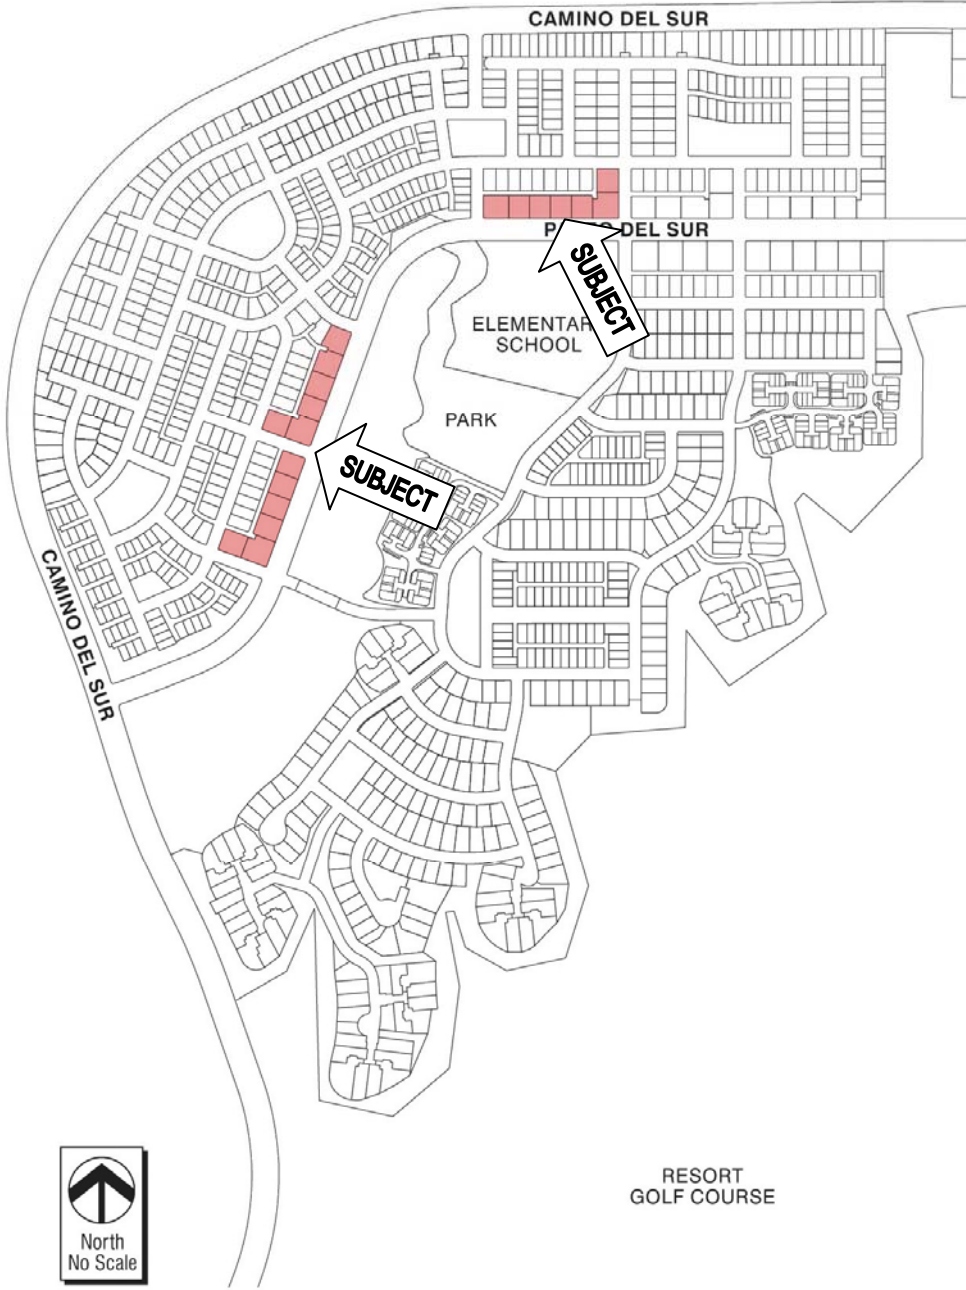 CAMINO DEL SUR
DEL SUR
SUBJECT
ELEMENTAR
SCHOOL
PARK
SUBJECT
CAMINO DEL SUR
RESORT
GOLF COURSE
North
No Scale